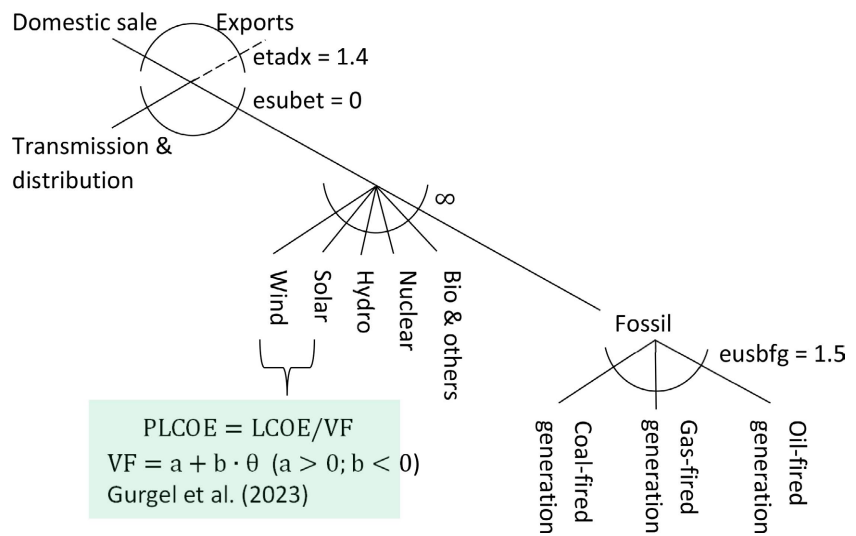 Domestic sale
Exports
etadx = 1.4
esubet = 0
Transmission &
distribution
∞
Wind
Solar
Hydro
Nuclear
Bio & others
Fossil
eusbfg = 1.5
PLCOE = LCOE/VF
VF = a + b · θ (a > 0; b < 0)
Gurgel et al. (2023)
Coal-fired
generation
Gas-fired
generation
Oil-fired
generation